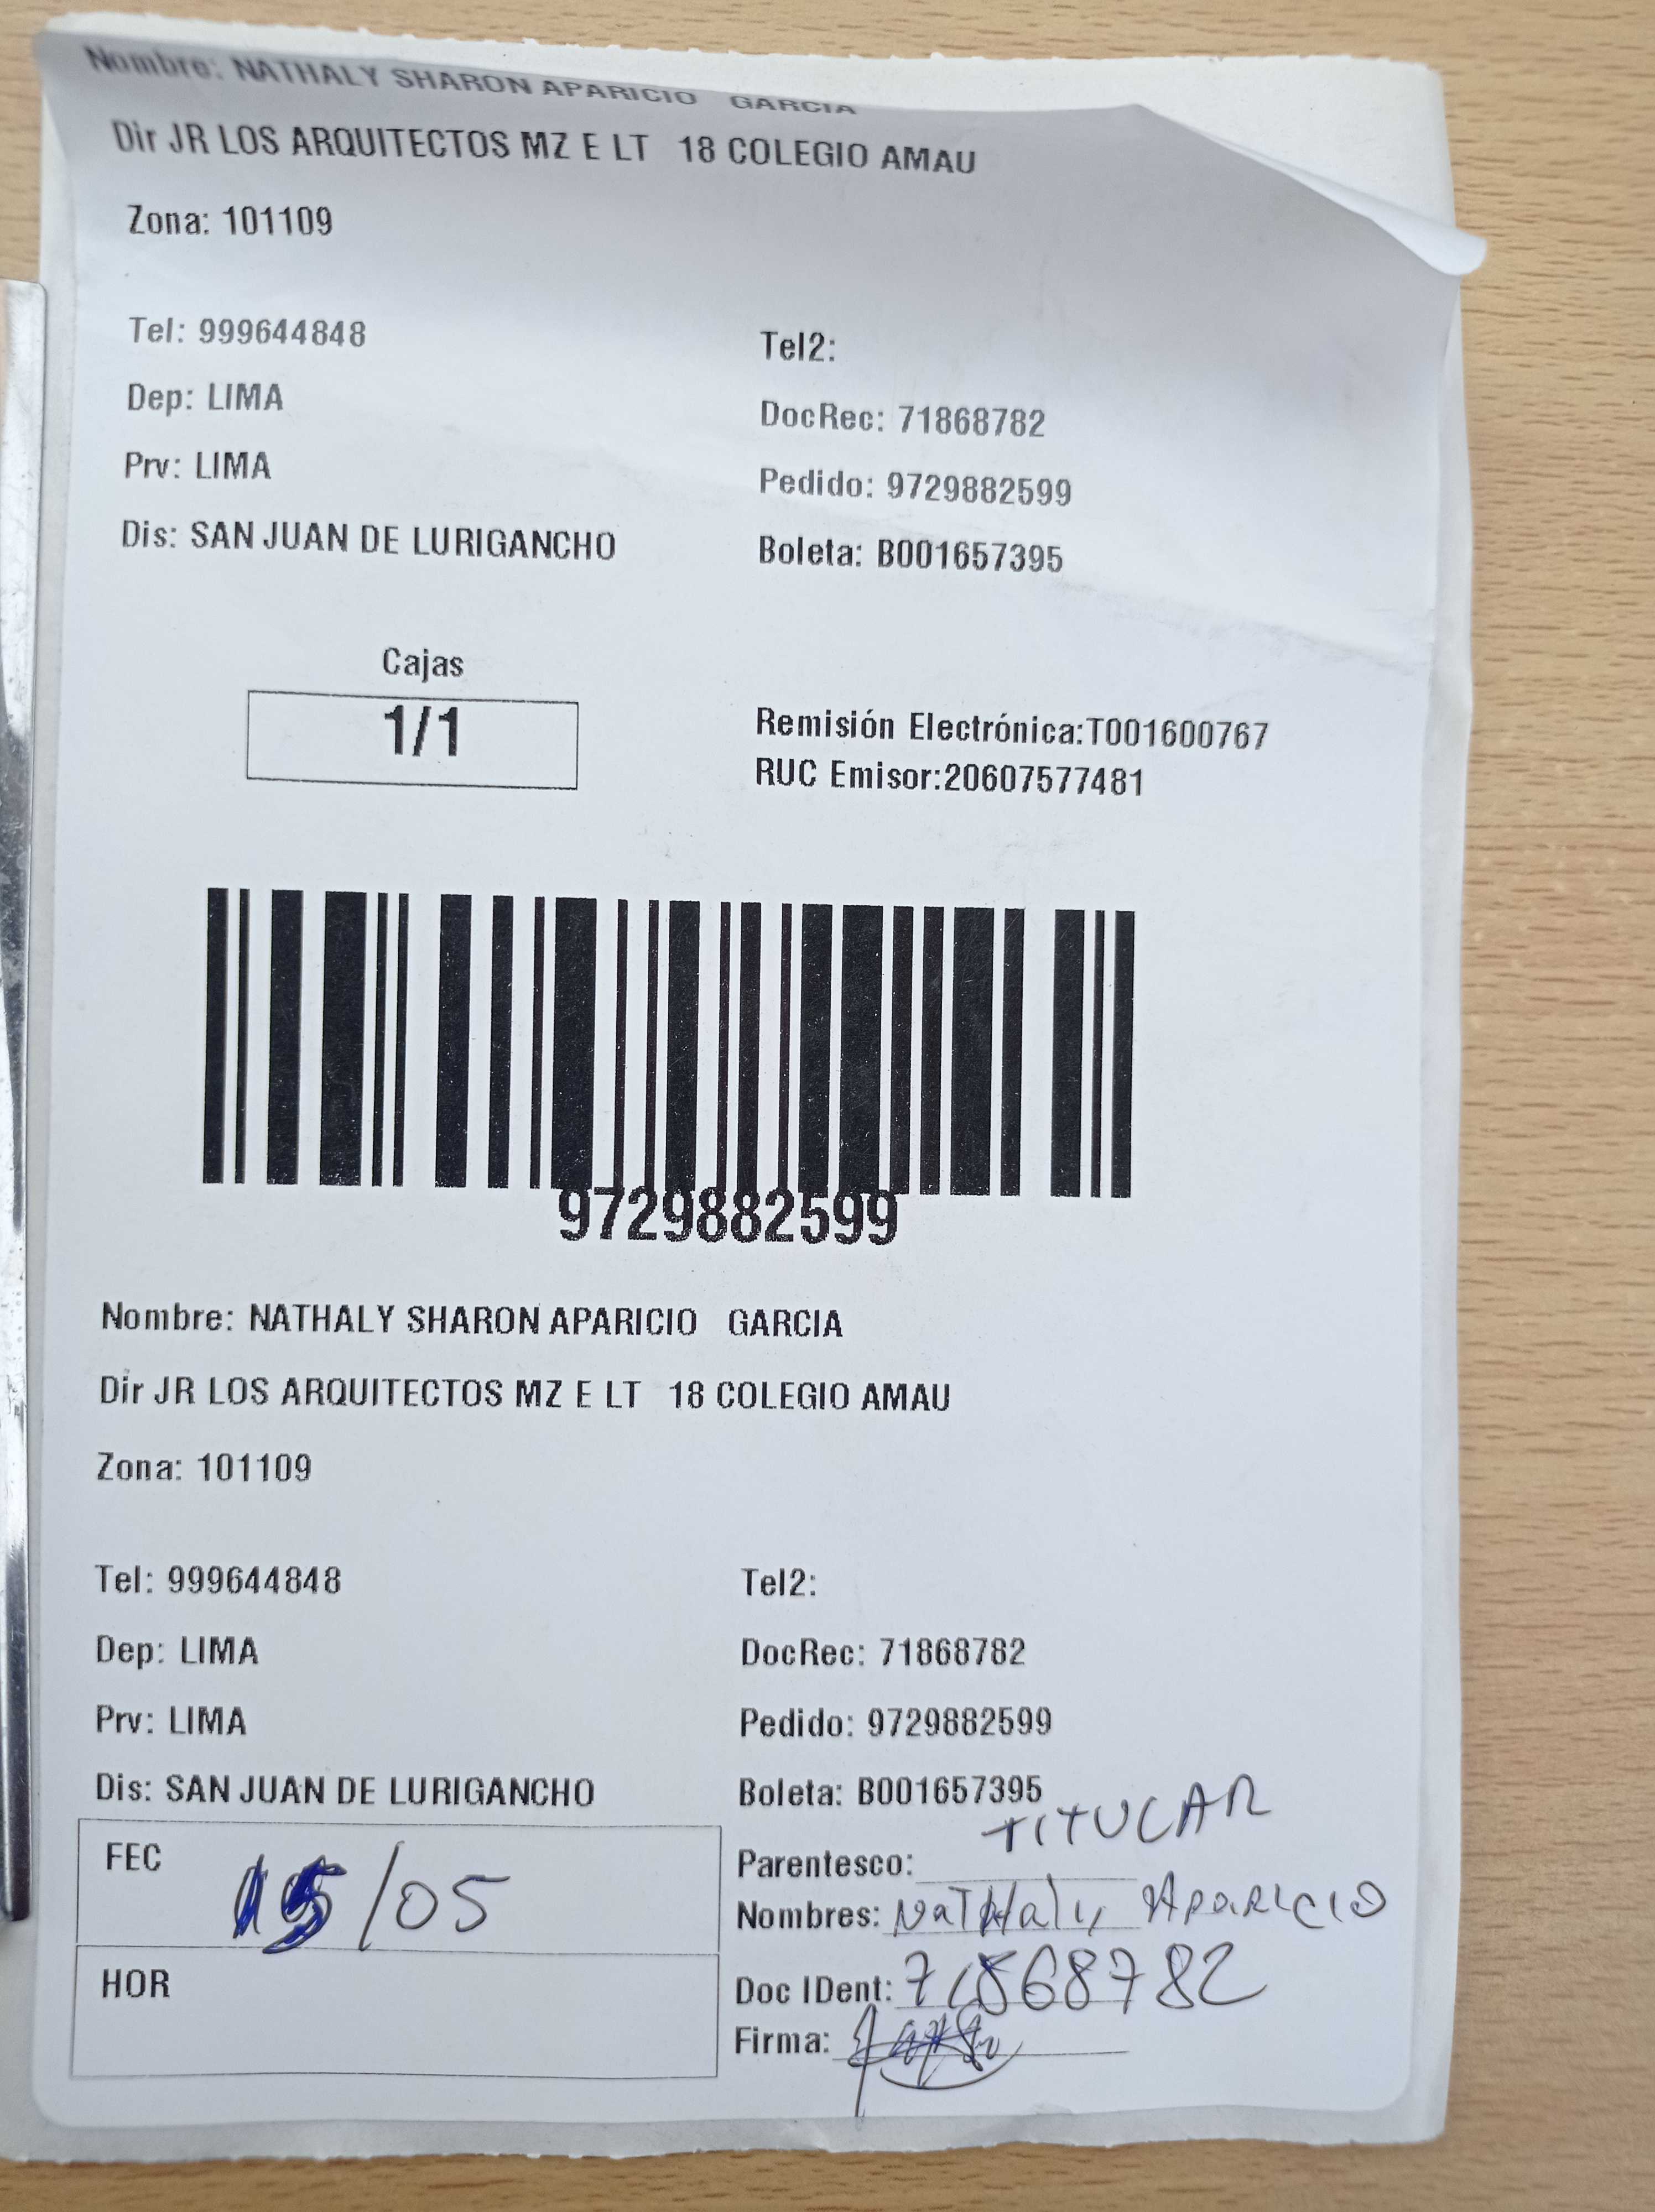 Nombre: NATHALY SHARON APARICIO GARCIA
Dir JR LOS ARQUITECTOS MZ E LT 18 COLEGIO AMAU
Zona: 101109
Tel: 999644848 Tel2:
Dep: LIMA DocRec: 71868782
Prv: LIMA Pedido: 9729882599
Dis: SAN JUAN DE LURIGANCHO Boleta: B001657395
Cajas
1/1
Remisión Electrónica:T001600767
RUC Emisor:20607577481
9729882599
Nombre: NATHALY SHARON APARICIO GARCIA
Dir JR LOS ARQUITECTOS MZ E LT 18 COLEGIO AMAU
Zona: 101109
Tel: 999644848 Tel2:
Dep: LIMA DocRec: 71868782
Prv: LIMA Pedido: 9729882599
Dis: SAN JUAN DE LURIGANCHO Boleta: B001657395
FEC 15/05
Parentesco: TITULAR
Nombres: NaTHaly APARICIO
HOR
Doc IDent: 71868782
Firma: